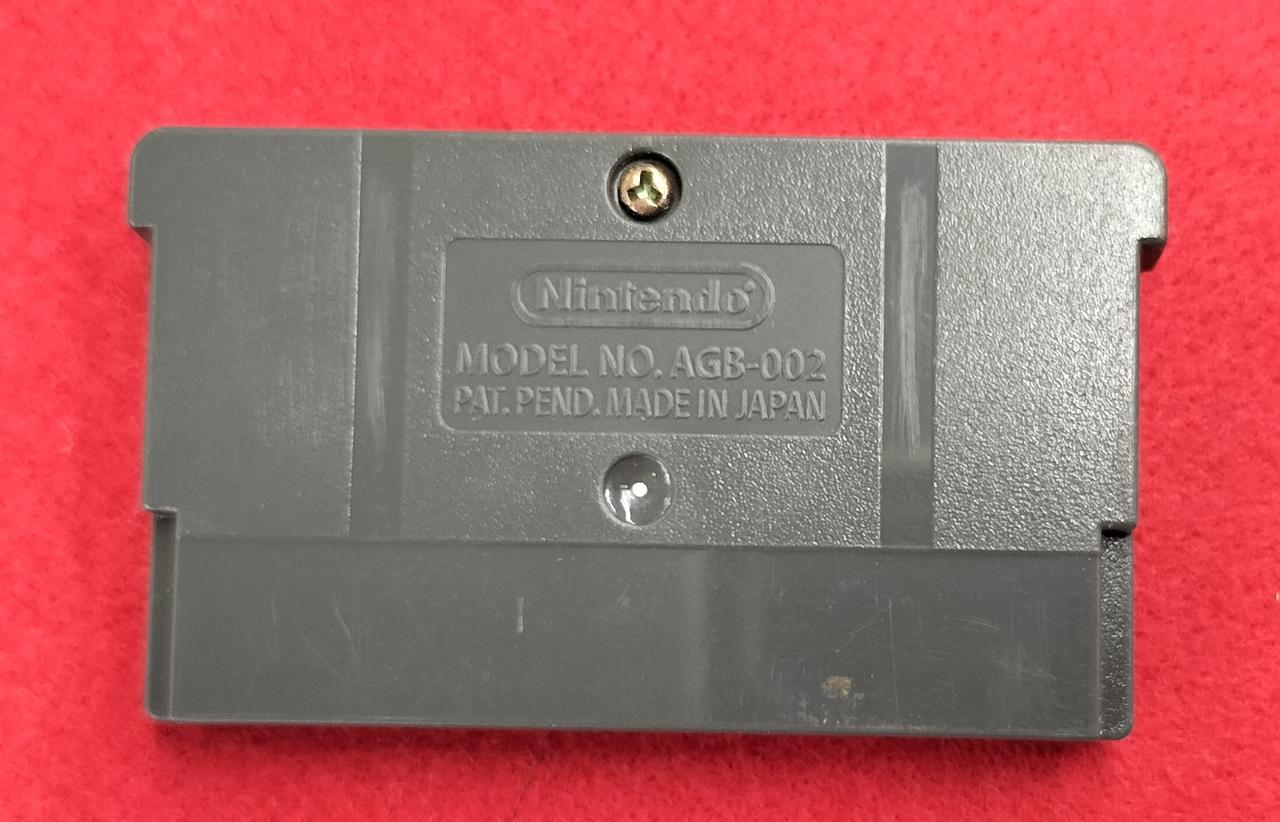 Nintendo
MODEL NO. AGB-002
PAT. PEND. MADE IN JAPAN